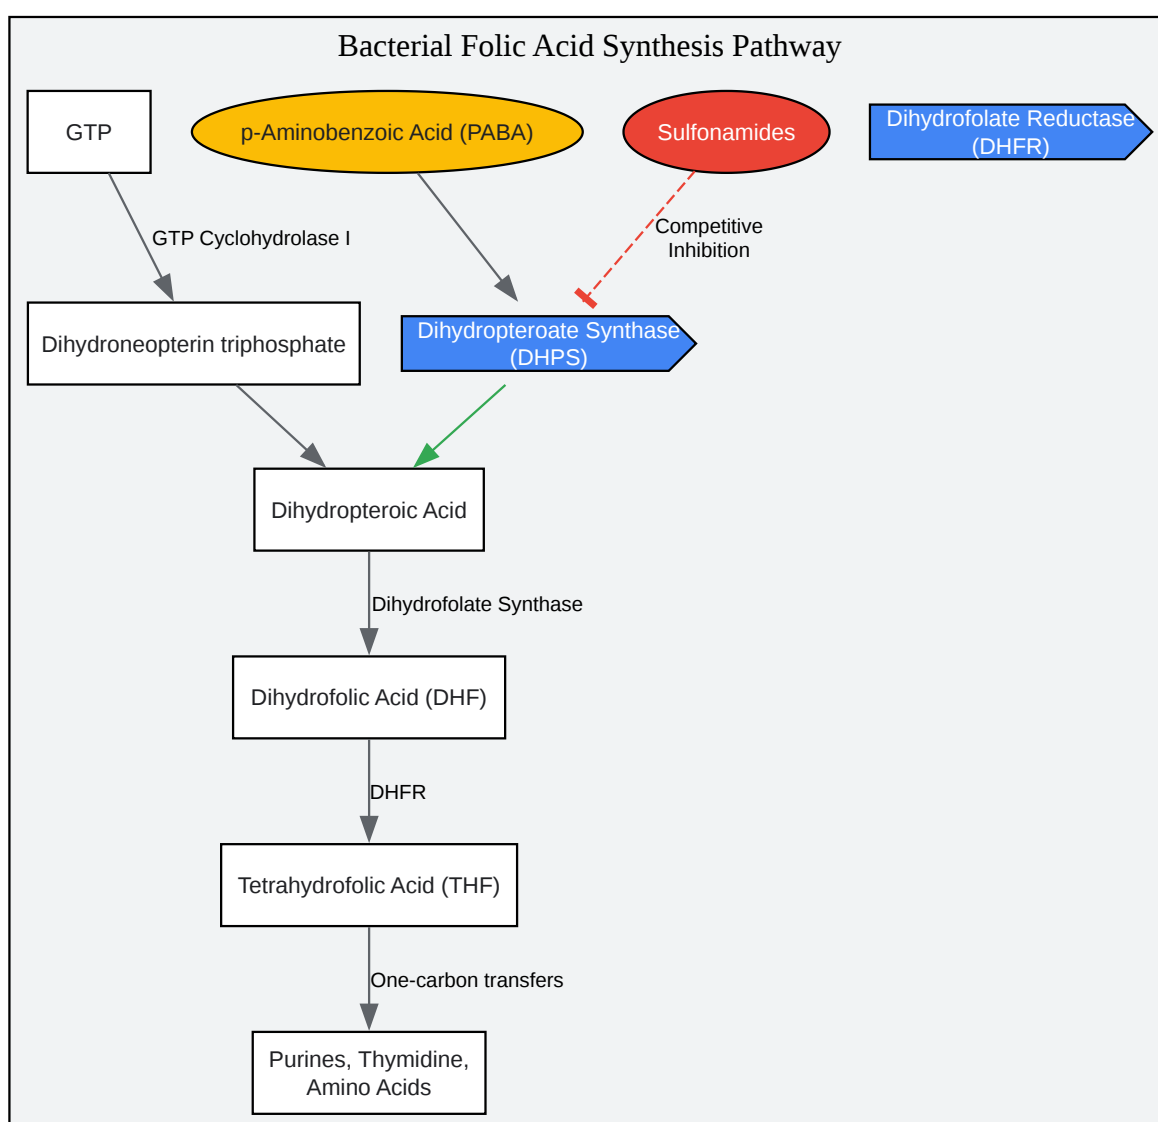 Bacterial Folic Acid Synthesis Pathway
GTP
p-Aminobenzoic Acid (PABA)
Sulfonamides
Dihydrofolate Reductase
(DHFR)
GTP Cyclohydrolase I
Competitive
Inhibition
Dihydroneopterin triphosphate
Dihydropteroate Synthase
(DHPS)
Dihydropteroic Acid
Dihydrofolate Synthase
Dihydrofolic Acid (DHF)
DHFR
Tetrahydrofolic Acid (THF)
One-carbon transfers
Purines, Thymidine,
Amino Acids